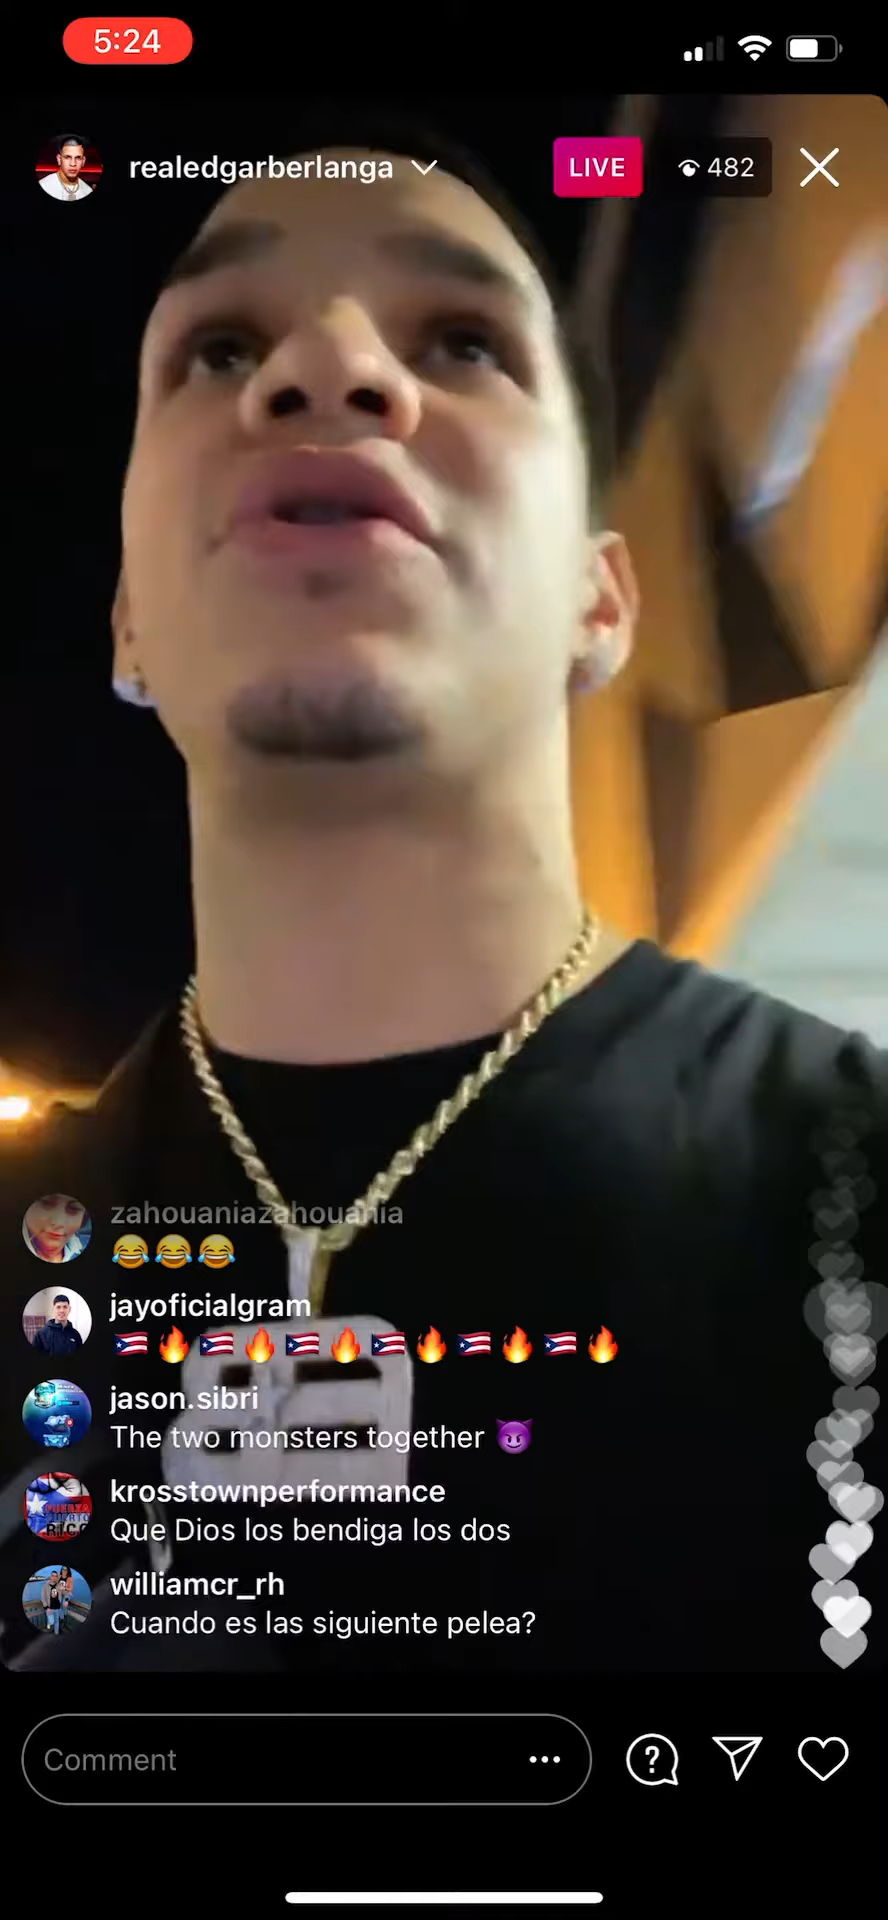 5:24
realedgarberlanga
LIVE
482
zahouaniazahouania
😂😂😂
jayoficialgram
🇵🇷🔥🇵🇷🔥🇵🇷🔥🇵🇷🔥🇵🇷🔥🇵🇷🔥
jason.sibri
The two monsters together 😈
krosstownperformance
Que Dios los bendiga los dos
williamcr_rh
Cuando es las siguiente pelea?
Comment